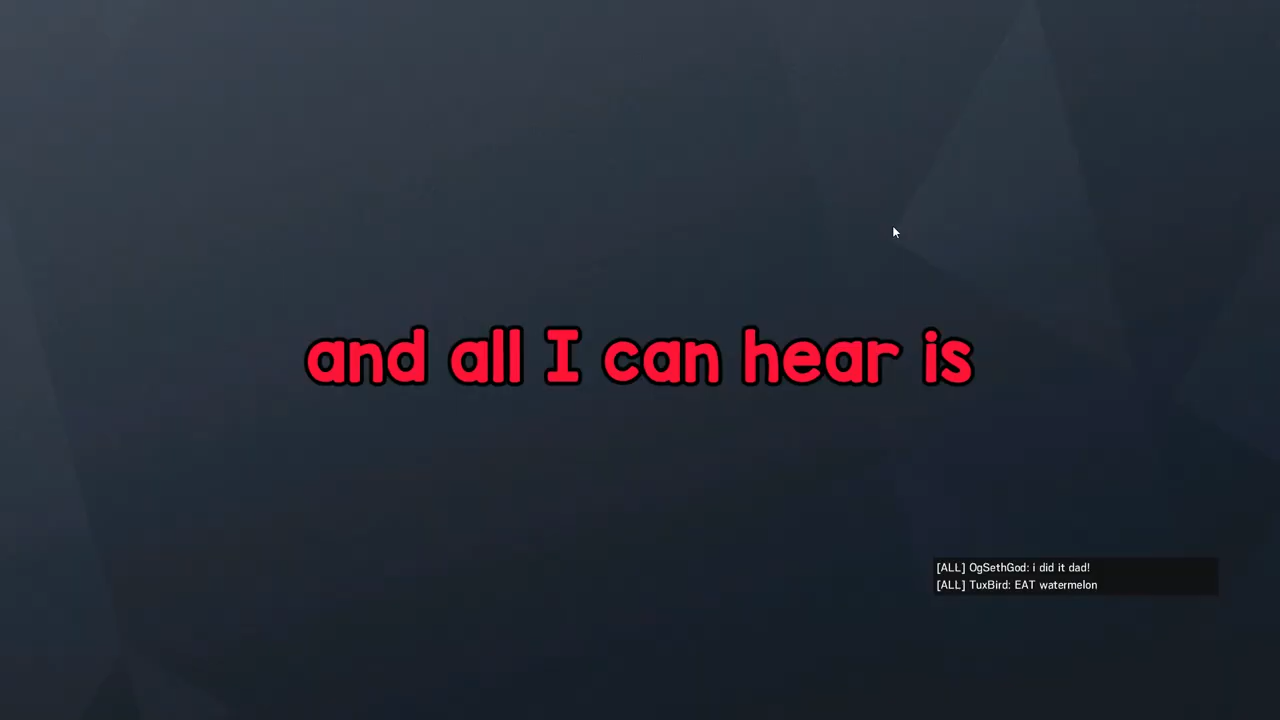 and all I can hear is
[ALL] OgSethGod: i did it dad!
[ALL] TuxBird: EAT watermelon